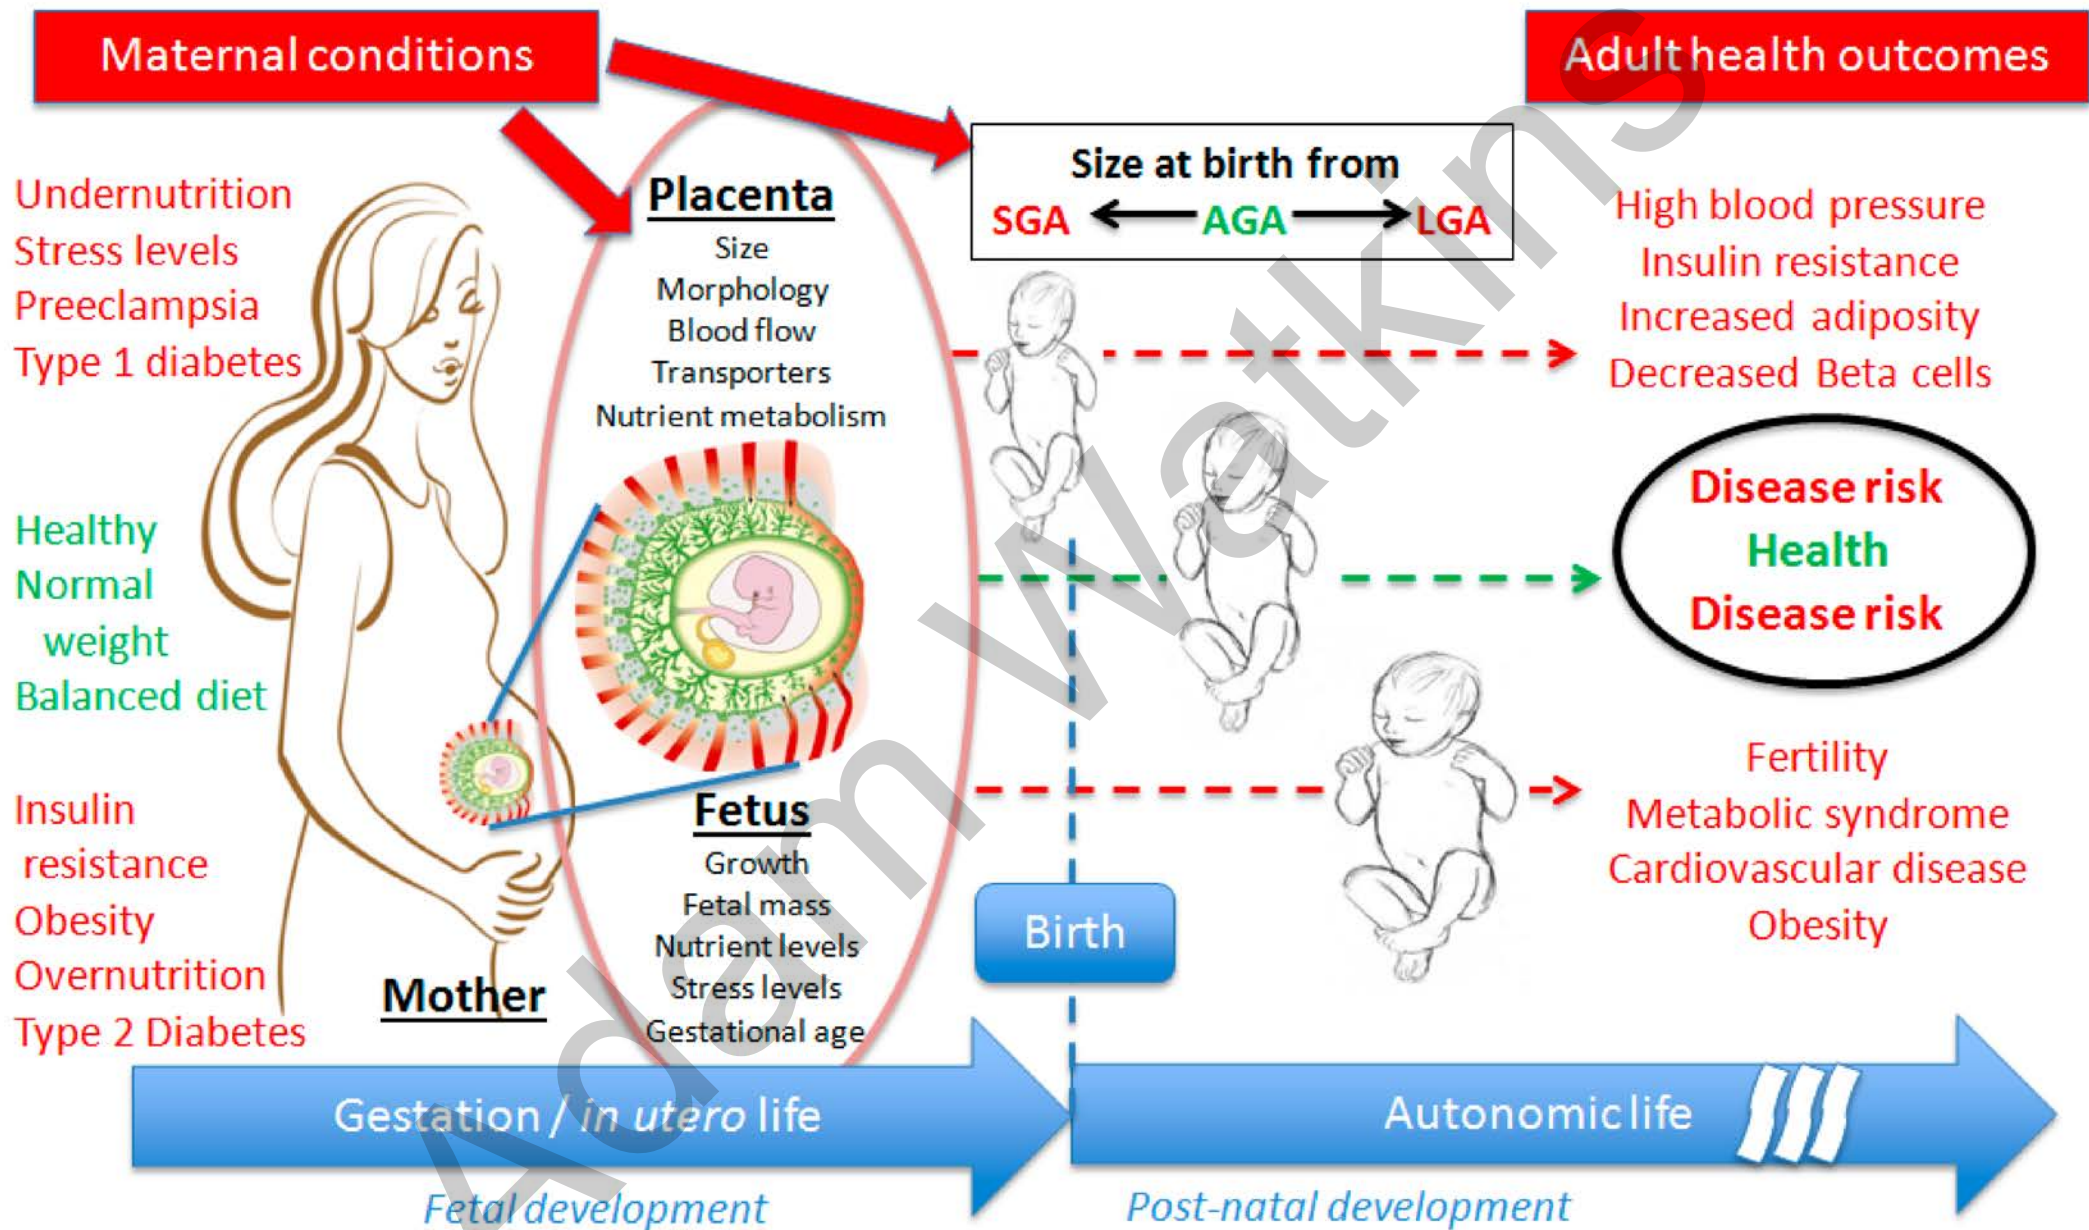 Maternal conditions
Adult health outcomes
Undernutrition
Stress levels
Preeclampsia
Type 1 diabetes
Healthy
Normal
weight
Balanced diet
Insulin
resistance
Obesity
Overnutrition
Type 2 Diabetes
Mother
Placenta
Size
Morphology
Blood flow
Transporters
Nutrient metabolism
Fetus
Growth
Fetal mass
Nutrient levels
Stress levels
Gestational age
Size at birth from
SGA AGA LGA
Birth
High blood pressure
Insulin resistance
Increased adiposity
Decreased Beta cells
Disease risk
Health
Disease risk
Fertility
Metabolic syndrome
Cardiovascular disease
Obesity
Gestation / in utero life
Autonomic life
Fetal development
Post-natal development
Adam Watkins